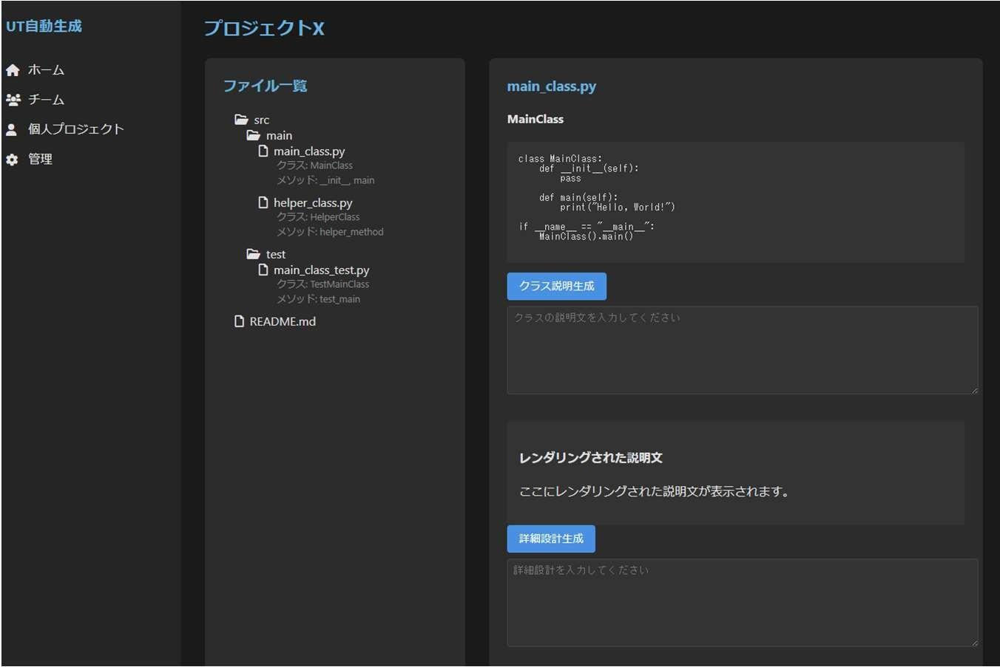 UT自動生成
ホーム
チーム
個人プロジェクト
管理
プロジェクトX
ファイル一覧
src
main
main_class.py
クラス: MainClass
メソッド: __init__, main
helper_class.py
クラス: HelperClass
メソッド: helper_method
test
main_class_test.py
クラス: TestMainClass
メソッド: test_main
README.md
main_class.py
MainClass
class MainClass:
    def __init__(self):
        pass
    def main(self):
        print("Hello, World!")
if __name__ == "__main__":
    MainClass().main()
クラス説明生成
クラスの説明文を入力してください
レンダリングされた説明文
ここにレンダリングされた説明文が表示されます。
詳細設計生成
詳細設計を入力してください